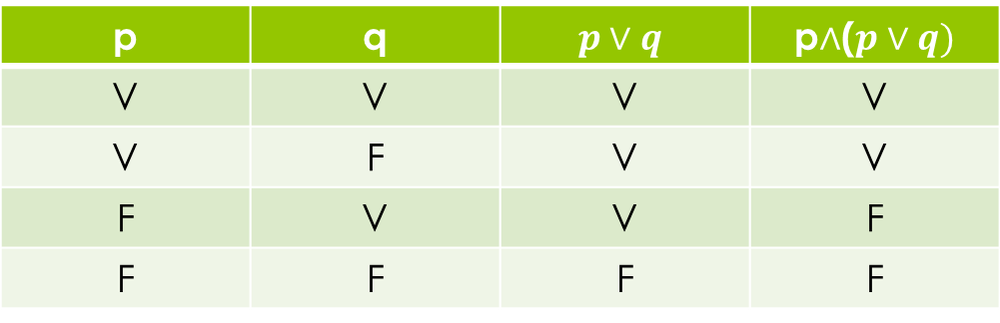 p q p ∨ q p∧(p ∨ q)
V V V V
V F V V
F V V F
F F F F